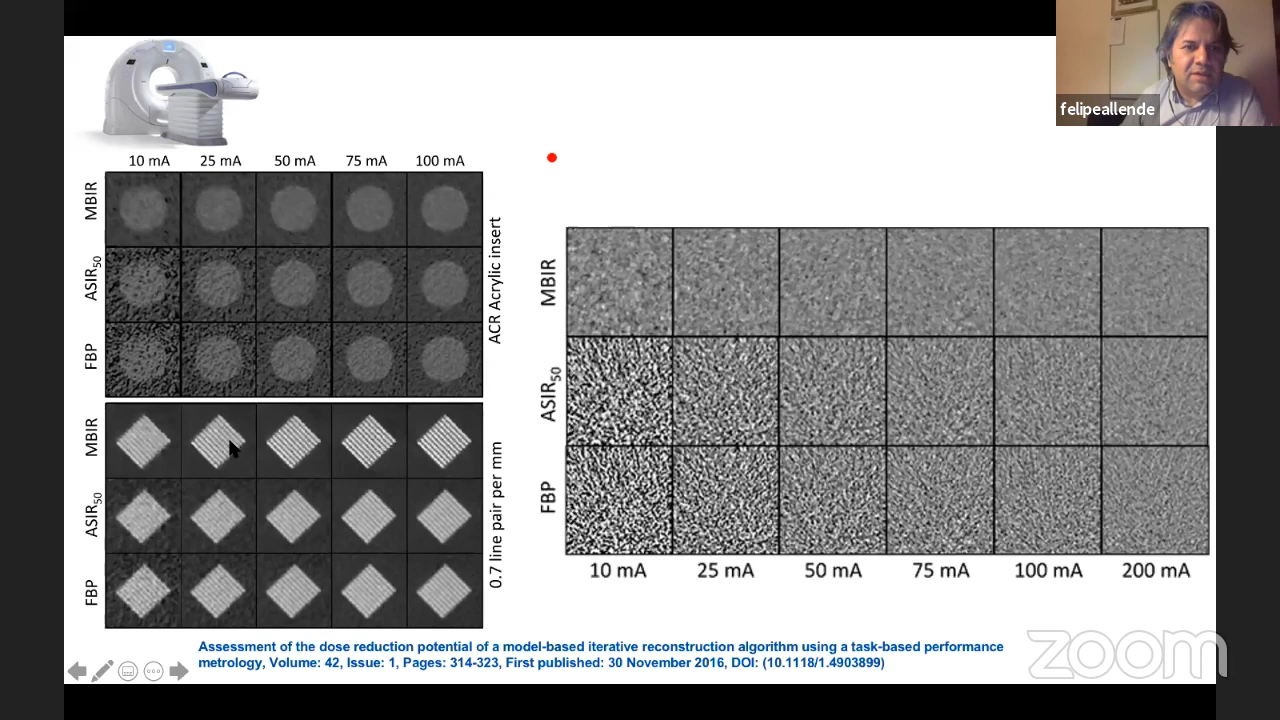 felipeallende
10 mA 25 mA 50 mA 75 mA 100 mA
MBIR
ASIR50
FBP
ACR Acrylic insert
MBIR
ASIR50
FBP
0.7 line pair per mm
MBIR
ASIR50
FBP
10 mA 25 mA 50 mA 75 mA 100 mA 200 mA
Assessment of the dose reduction potential of a model-based iterative reconstruction algorithm using a task-based performance
metrology, Volume: 42, Issue: 1, Pages: 314-323, First published: 30 November 2016, DOI: (10.1118/1.4903899)
zoom